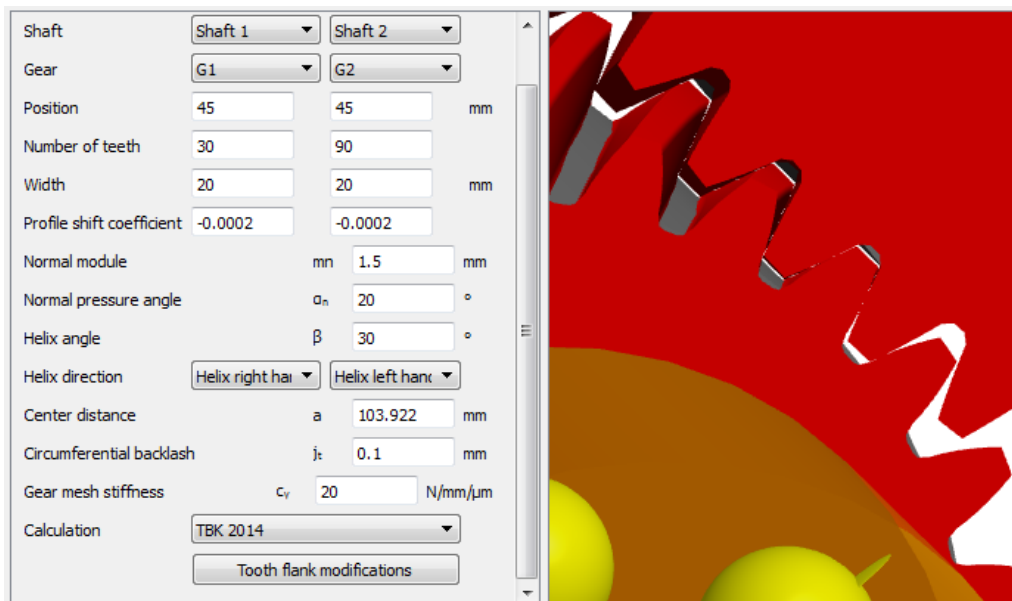 Shaft Shaft 1 Shaft 2
Gear G1 G2
Position 45 45 mm
Number of teeth 30 90
Width 20 20 mm
Profile shift coefficient -0.0002 -0.0002
Normal module mn 1.5 mm
Normal pressure angle αₙ 20 °
Helix angle β 30 °
Helix direction Helix right hai Helix left hand
Center distance a 103.922 mm
Circumferential backlash jₜ 0.1 mm
Gear mesh stiffness cᵧ 20 N/mm/µm
Calculation TBK 2014
Tooth flank modifications